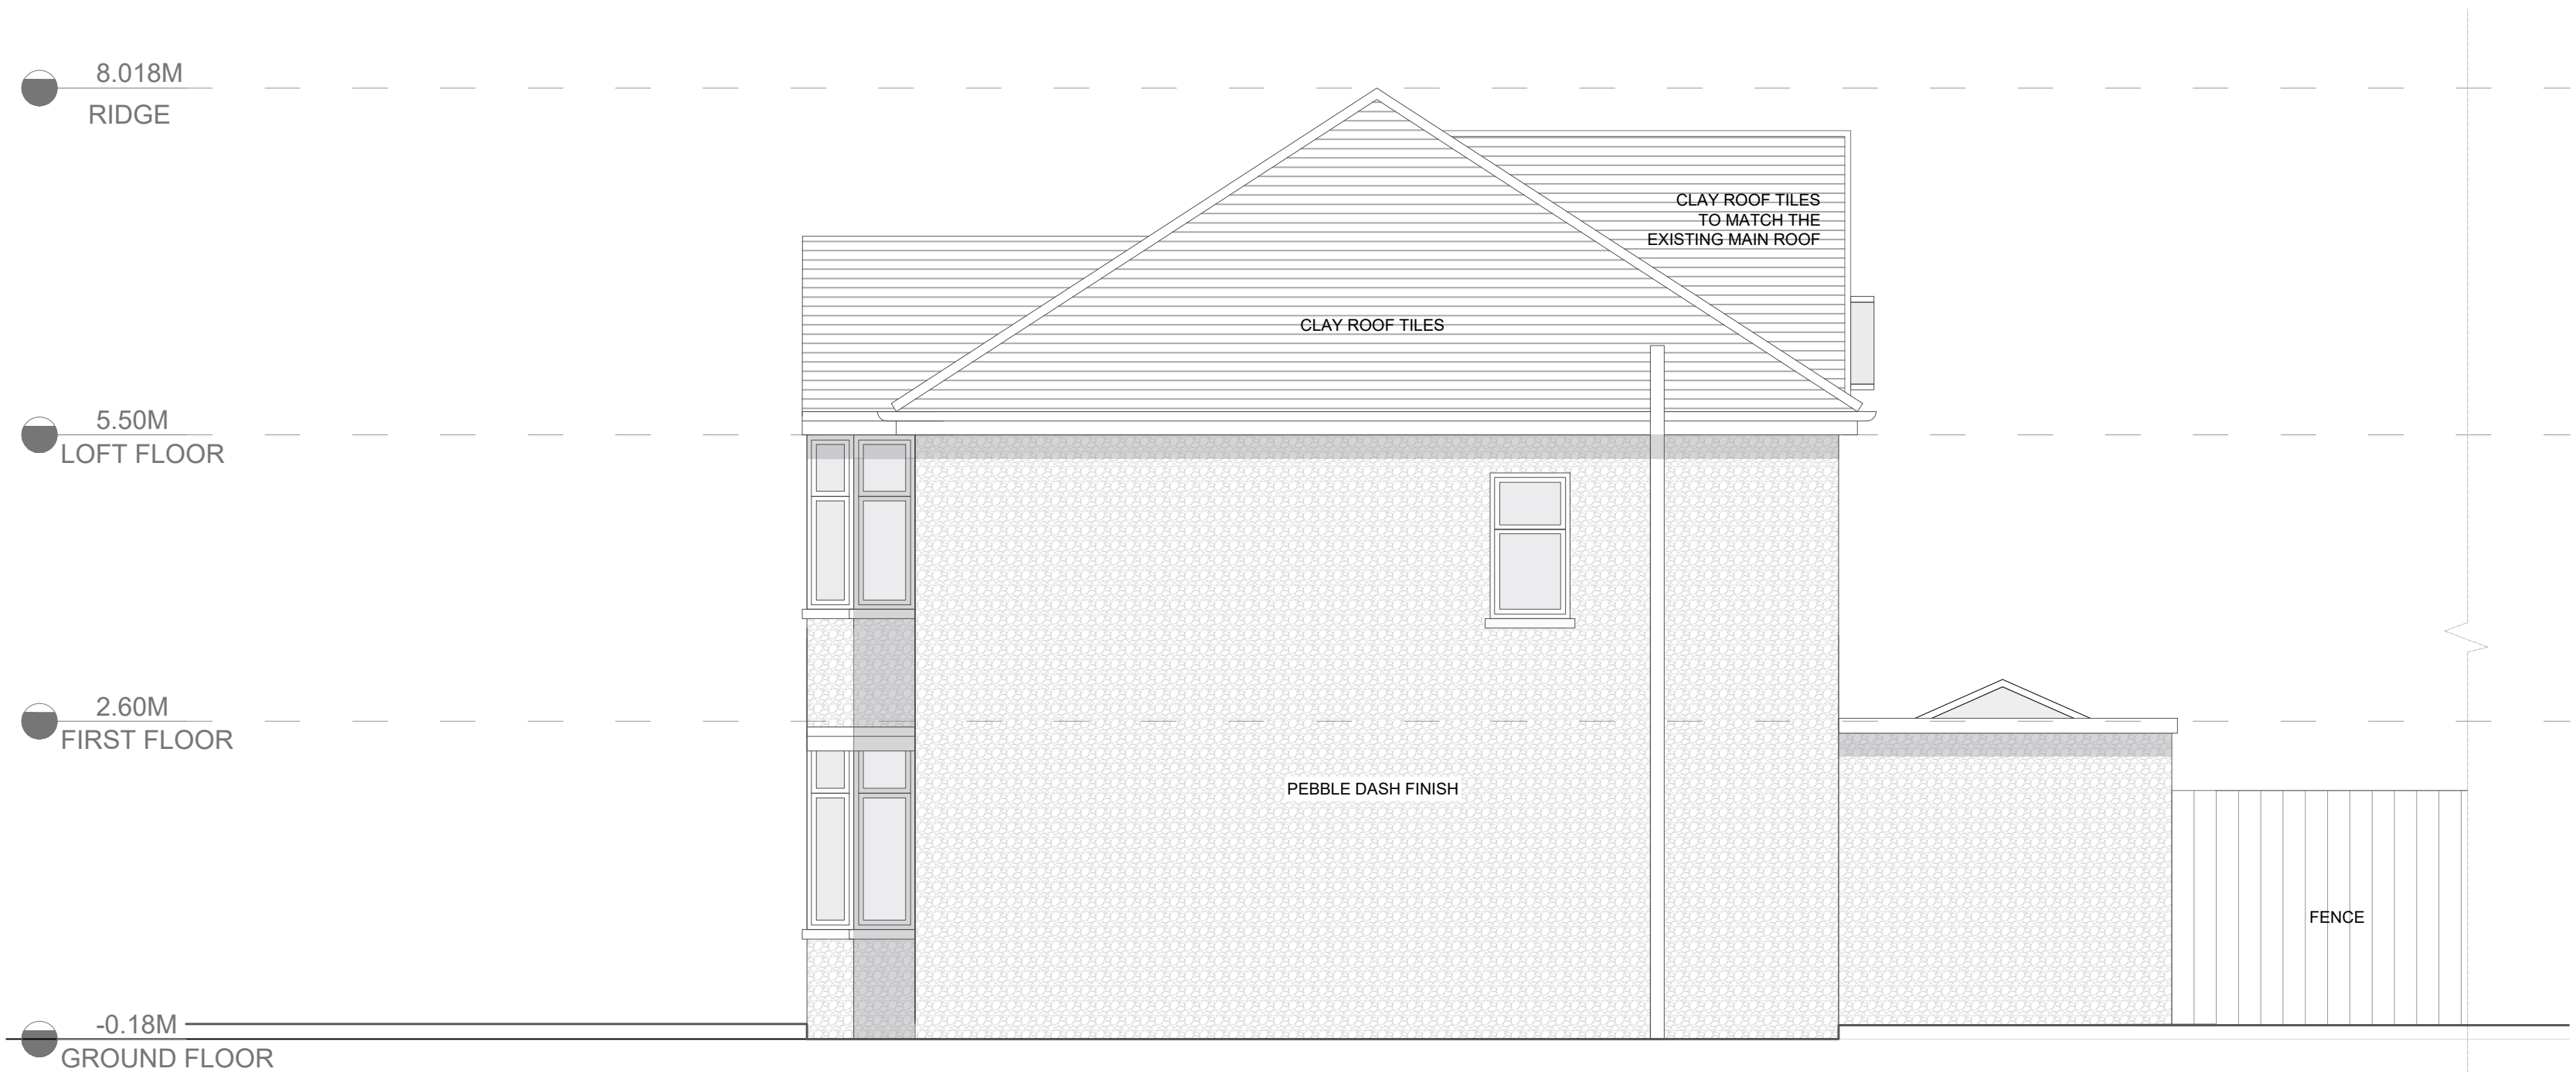 8.018M
RIDGE
CLAY ROOF TILES
TO MATCH THE
EXISTING MAIN ROOF
CLAY ROOF TILES
5.50M
LOFT FLOOR
2.60M
FIRST FLOOR
PEBBLE DASH FINISH
FENCE
-0.18M
GROUND FLOOR